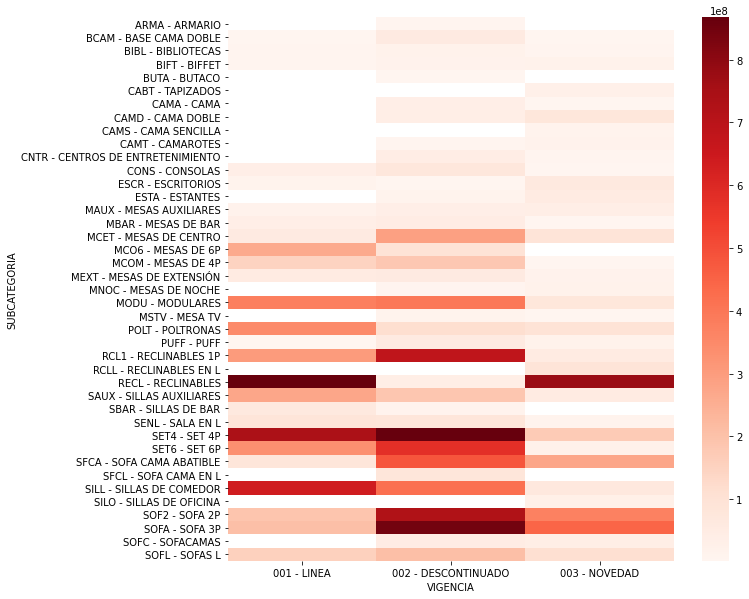 1e8
ARMA - ARMARIO
BCAM - BASE CAMA DOBLE
BIBL - BIBLIOTECAS
BIFT - BIFFET
BUTA - BUTACO
CABT - TAPIZADOS
CAMA - CAMA
CAMD - CAMA DOBLE
CAMS - CAMA SENCILLA
CAMT - CAMAROTES
CNTR - CENTROS DE ENTRETENIMIENTO
CONS - CONSOLAS
ESCR - ESCRITORIOS
ESTA - ESTANTES
MAUX - MESAS AUXILIARES
MBAR - MESAS DE BAR
MCET - MESAS DE CENTRO
MCO6 - MESAS DE 6P
MCOM - MESAS DE 4P
MEXT - MESAS DE EXTENSIÓN
MNOC - MESAS DE NOCHE
MODU - MODULARES
MSTV - MESA TV
POLT - POLTRONAS
PUFF - PUFF
RCL1 - RECLINABLES 1P
RCLL - RECLINABLES EN L
RECL - RECLINABLES
SAUX - SILLAS AUXILIARES
SBAR - SILLAS DE BAR
SENL - SALA EN L
SET4 - SET 4P
SET6 - SET 6P
SFCA - SOFA CAMA ABATIBLE
SFCL - SOFA CAMA EN L
SILL - SILLAS DE COMEDOR
SILO - SILLAS DE OFICINA
SOF2 - SOFA 2P
SOFA - SOFA 3P
SOFC - SOFACAMAS
SOFL - SOFAS L
SUBCATEGORIA
001 - LINEA
002 - DESCONTINUADO
003 - NOVEDAD
VIGENCIA
8
7
6
5
4
3
2
1